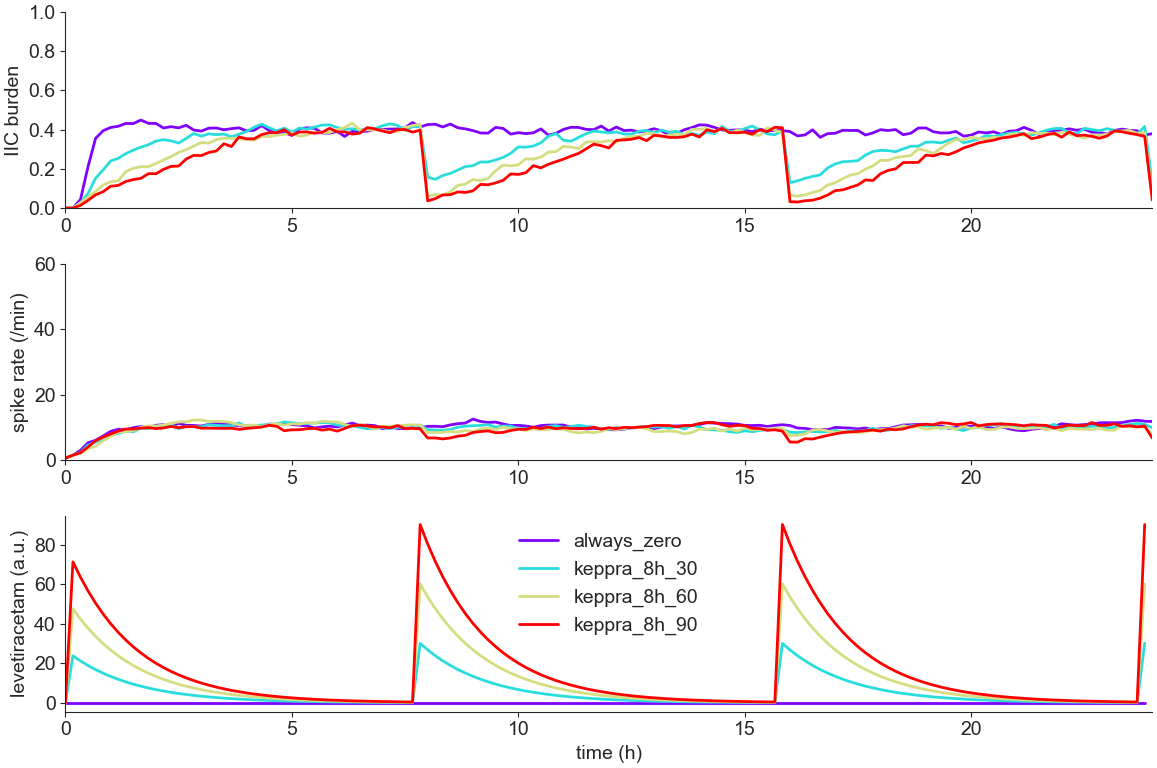 1.0
0.8
0.6
0.4
0.2
0.0
IIC burden
0 5 10 15 20
60
40
20
0
spike rate (/min)
0 5 10 15 20
80
60
40
20
0
levetiracetam (a.u.)
always_zero
keppra_8h_30
keppra_8h_60
keppra_8h_90
0 5 10 15 20
time (h)